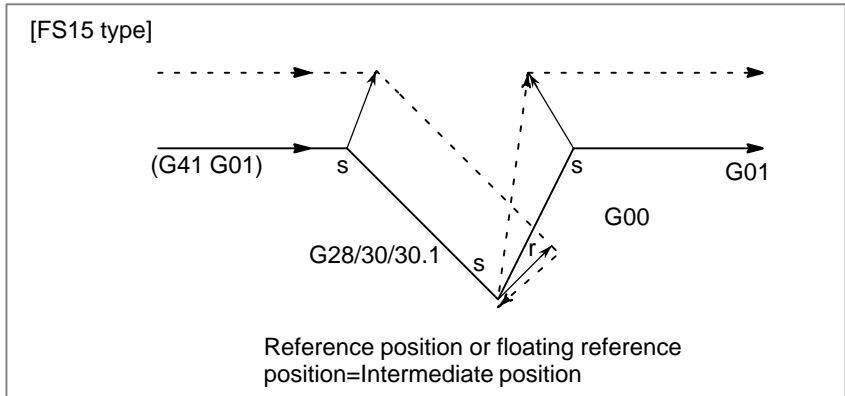 [FS15 type]
(G41 G01)
s
s
G01
G00
G28/30/30.1
s
r
Reference position or floating reference
position=Intermediate position